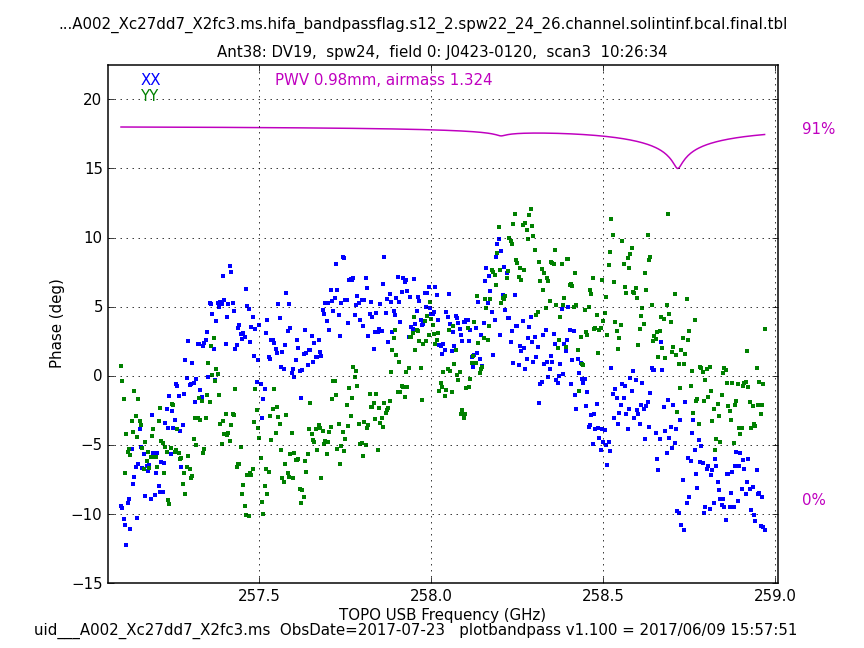 ...A002_Xc27dd7_X2fc3.ms.hifa_bandpassflag.s12_2.spw22_24_26.channel.solintinf.bcal.final.tbl
Ant38: DV19,  spw24,  field 0: J0423-0120,  scan3  10:26:34
XX
YY
PWV 0.98mm, airmass 1.324
91%
0%
Phase (deg)
20
15
10
5
0
−5
−10
−15
257.5 258.0 258.5 259.0
TOPO USB Frequency (GHz)
uid___A002_Xc27dd7_X2fc3.ms  ObsDate=2017-07-23   plotbandpass v1.100 = 2017/06/09 15:57:51